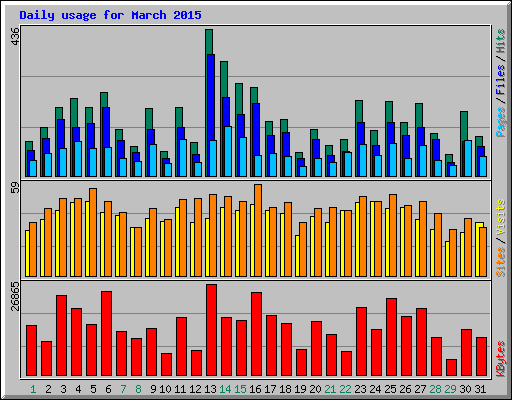 Daily usage for March 2015
436
Pages / Files / Hits
59
Sites / Visits
26865
KBytes
1 2 3 4 5 6 7 8 9 10 11 12 13 14 15 16 17 18 19 20 21 22 23 24 25 26 27 28 29 30 31